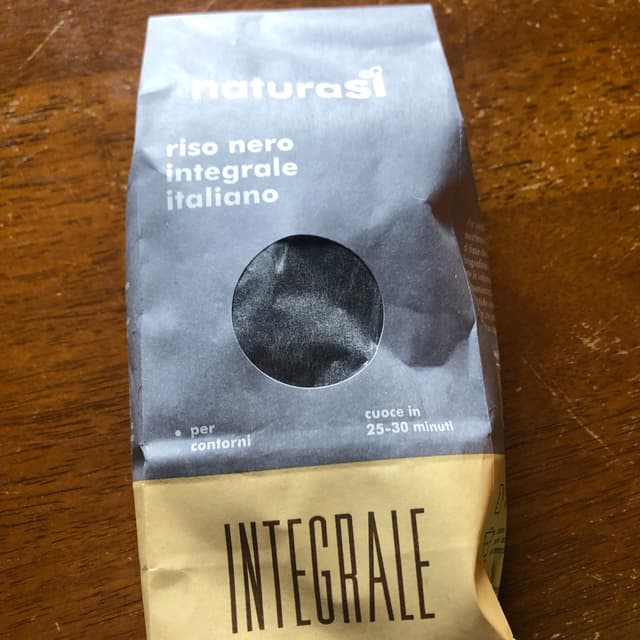 naturasì
riso nero
integrale
italiano
per
contorni
cuoce in
25-30 minuti
INTEGRALE